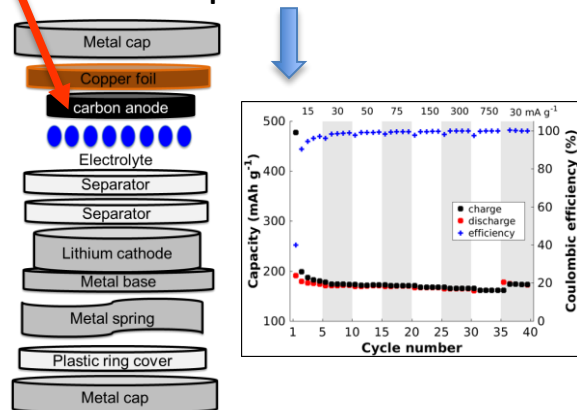 Metal cap
Copper foil
carbon anode
Electrolyte
Separator
Separator
Lithium cathode
Metal base
Metal spring
Plastic ring cover
Metal cap
15 30 50 75 150 300 750 30 mA g⁻¹
Capacity (mAh g⁻¹)
500
400
300
200
100
charge
discharge
efficiency
Coulombic efficiency (%)
100
80
60
40
20
0
1 5 10 15 20 25 30 35 40
Cycle number